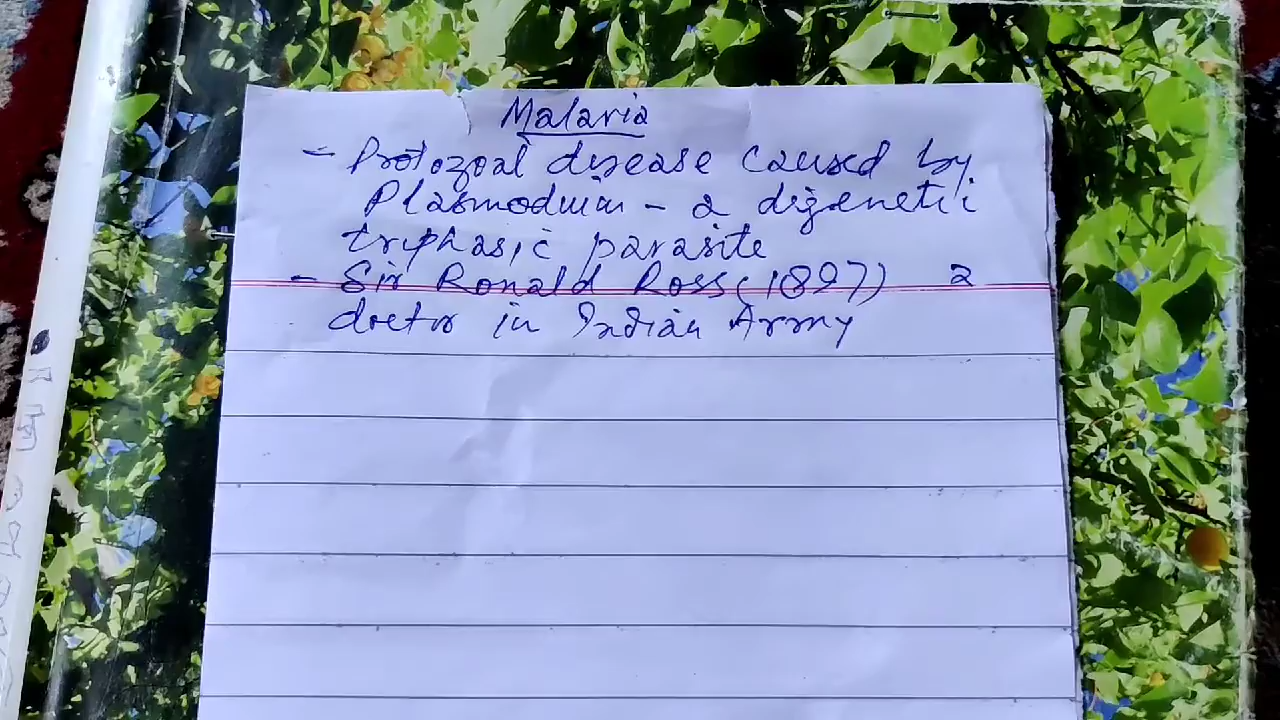 Malaria
- Protozoal disease caused by
Plasmodium - a digenetic
triphasic parasite
- Sir Ronald Ross (1897) a
doctor in Indian Army